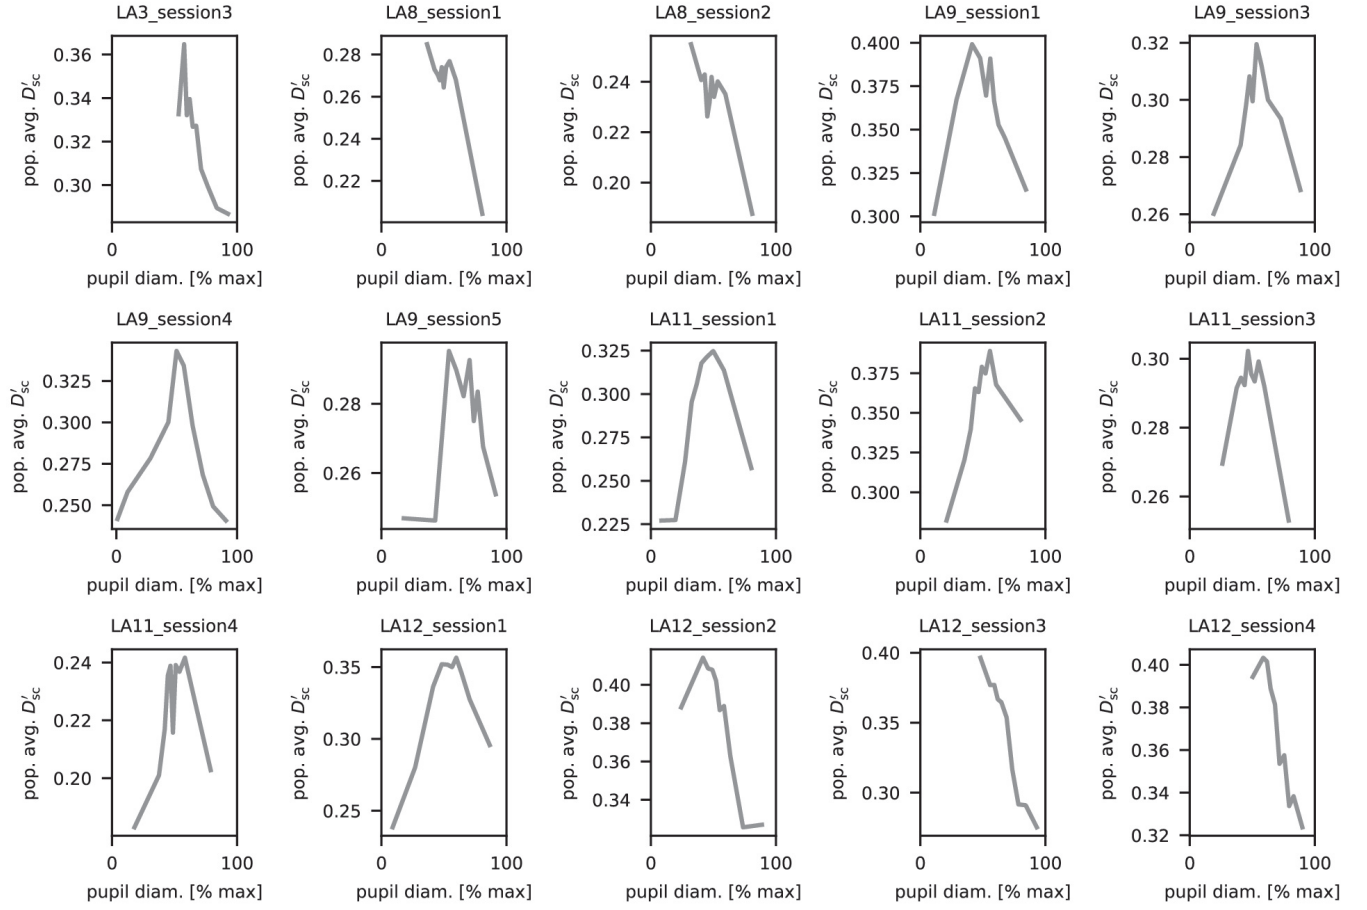 LA3_session3
LA8_session1
LA8_session2
LA9_session1
LA9_session3
pop. avg. D′sc
0.36
0.34
0.32
0.30
0
100
pupil diam. [% max]
pop. avg. D′sc
0.28
0.26
0.24
0.22
0
100
pupil diam. [% max]
pop. avg. D′sc
0.24
0.22
0.20
0
100
pupil diam. [% max]
pop. avg. D′sc
0.400
0.375
0.350
0.325
0.300
0
100
pupil diam. [% max]
pop. avg. D′sc
0.32
0.30
0.28
0.26
0
100
pupil diam. [% max]
LA9_session4
LA9_session5
LA11_session1
LA11_session2
LA11_session3
pop. avg. D′sc
0.325
0.300
0.275
0.250
0
100
pupil diam. [% max]
pop. avg. D′sc
0.28
0.26
0
100
pupil diam. [% max]
pop. avg. D′sc
0.325
0.300
0.275
0.250
0.225
0
100
pupil diam. [% max]
pop. avg. D′sc
0.375
0.350
0.325
0.300
0
100
pupil diam. [% max]
pop. avg. D′sc
0.30
0.28
0.26
0
100
pupil diam. [% max]
LA11_session4
LA12_session1
LA12_session2
LA12_session3
LA12_session4
pop. avg. D′sc
0.24
0.22
0.20
0
100
pupil diam. [% max]
pop. avg. D′sc
0.35
0.30
0.25
0
100
pupil diam. [% max]
pop. avg. D′sc
0.40
0.38
0.36
0.34
0
100
pupil diam. [% max]
pop. avg. D′sc
0.40
0.35
0.30
0
100
pupil diam. [% max]
pop. avg. D′sc
0.40
0.38
0.36
0.34
0.32
0
100
pupil diam. [% max]